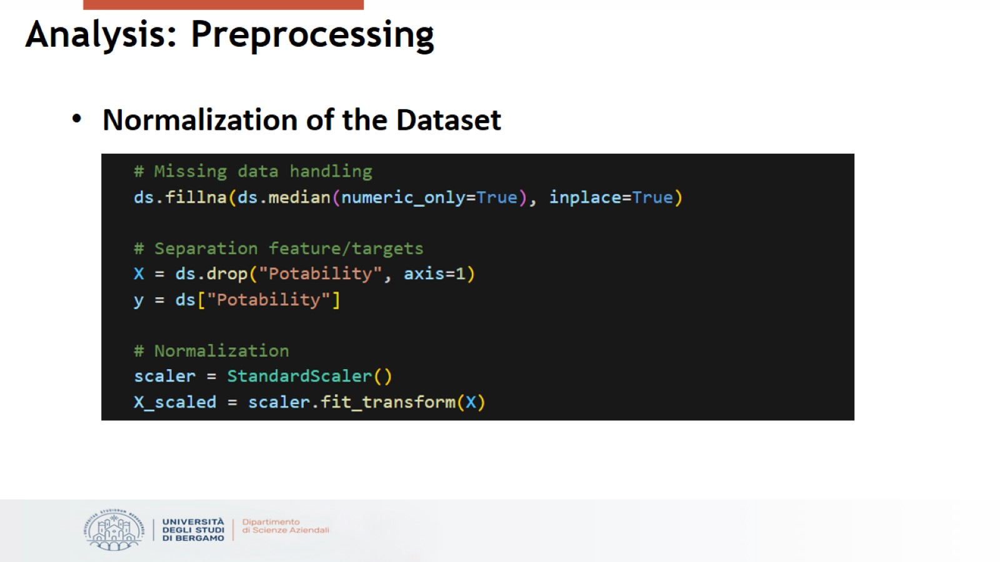 Analysis: Preprocessing
• Normalization of the Dataset
# Missing data handling
ds.fillna(ds.median(numeric_only=True), inplace=True)
# Separation feature/targets
X = ds.drop("Potability", axis=1)
y = ds["Potability"]
# Normalization
scaler = StandardScaler()
X_scaled = scaler.fit_transform(X)
UNIVERSITÀ
DEGLI STUDI
DI BERGAMO
Dipartimento
di Scienze Aziendali